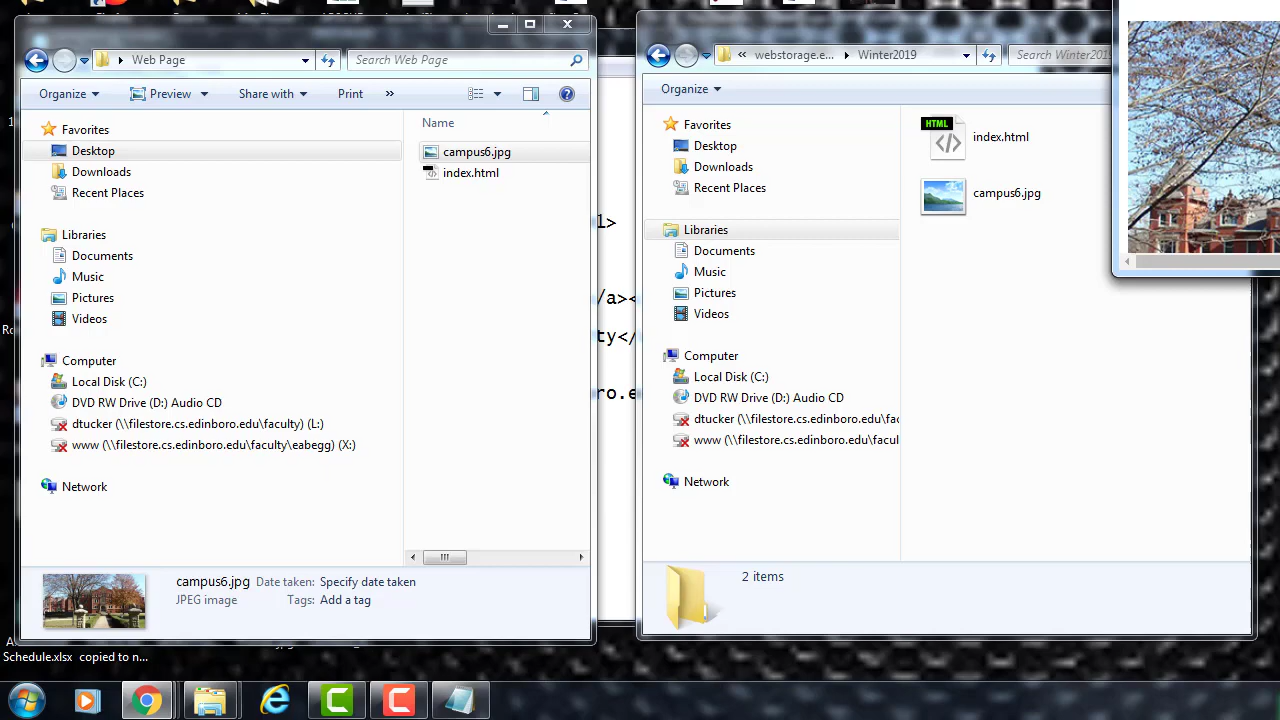 Web Page
Search Web Page
Organize
Preview
Share with
Print
»
Name
Favorites
Desktop
Downloads
Recent Places
Libraries
Documents
Music
Pictures
Videos
Computer
Local Disk (C:)
DVD RW Drive (D:) Audio CD
dtucker (\\filestore.cs.edinboro.edu\faculty) (L:)
www (\\filestore.cs.edinboro.edu\faculty\eabegg) (X:)
Network
campus6.jpg
index.html
campus6.jpg Date taken: Specify date taken
JPEG image Tags: Add a tag
1>
/a><
ty</
ro.e
« webstorage.e...
Winter2019
Search Winter2019
Organize
Favorites
Desktop
Downloads
Recent Places
Libraries
Documents
Music
Pictures
Videos
Computer
Local Disk (C:)
DVD RW Drive (D:) Audio CD
dtucker (\\filestore.cs.edinboro.edu\fac
www (\\filestore.cs.edinboro.edu\facul
Network
HTML
index.html
campus6.jpg
2 items
Schedule.xlsx copied to n...